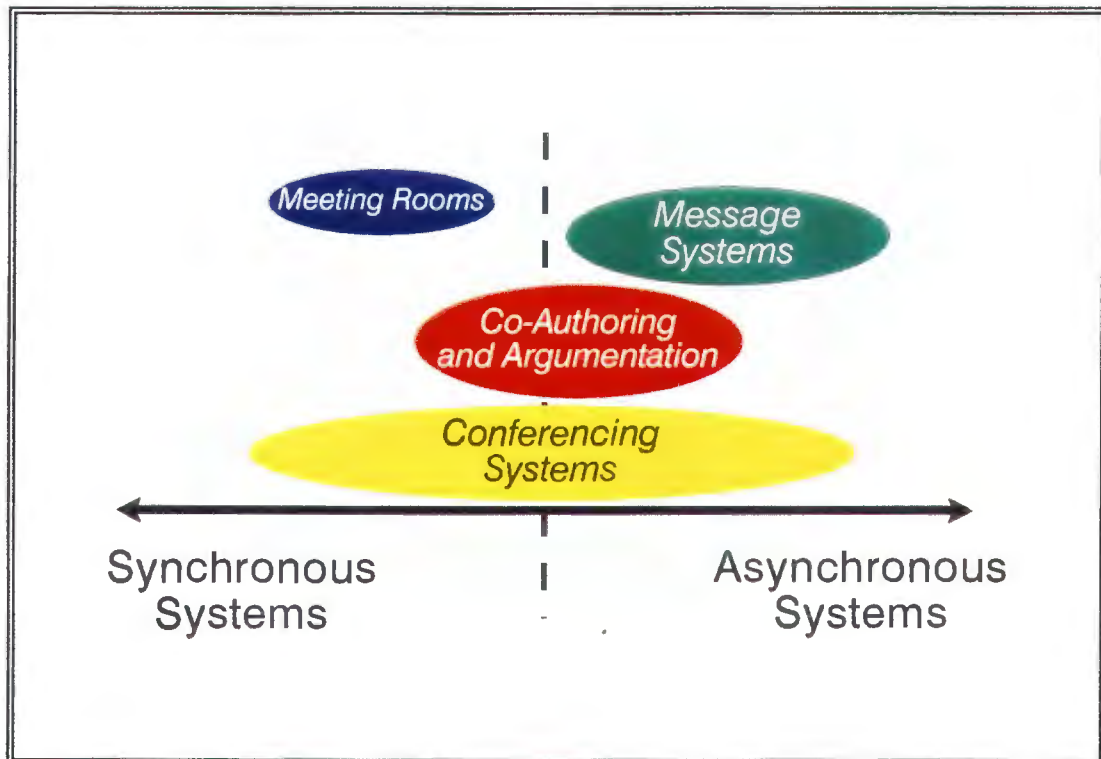 Meeting Rooms
Message
Systems
Co-Authoring
and Argumentation
Conferencing
Systems
Synchronous
Systems
Asynchronous
Systems